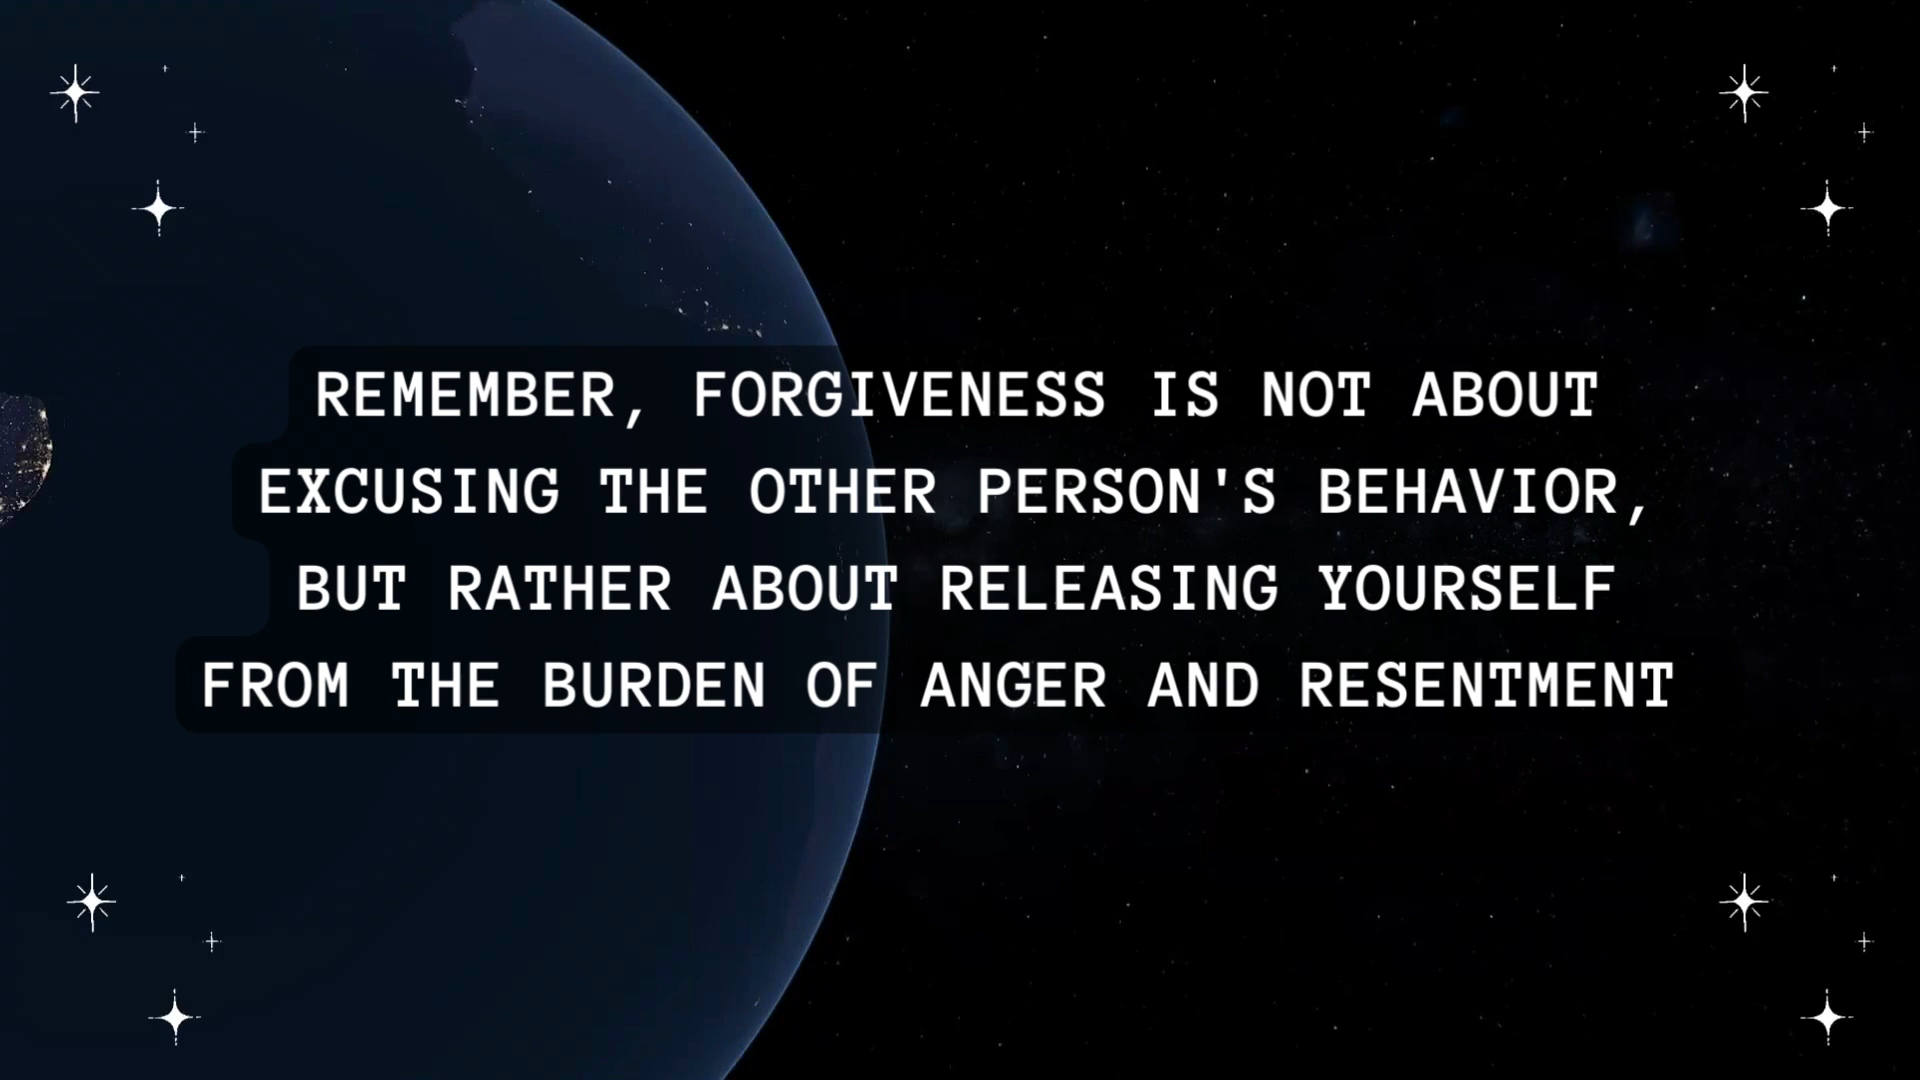 REMEMBER, FORGIVENESS IS NOT ABOUT
EXCUSING THE OTHER PERSON'S BEHAVIOR,
BUT RATHER ABOUT RELEASING YOURSELF
FROM THE BURDEN OF ANGER AND RESENTMENT